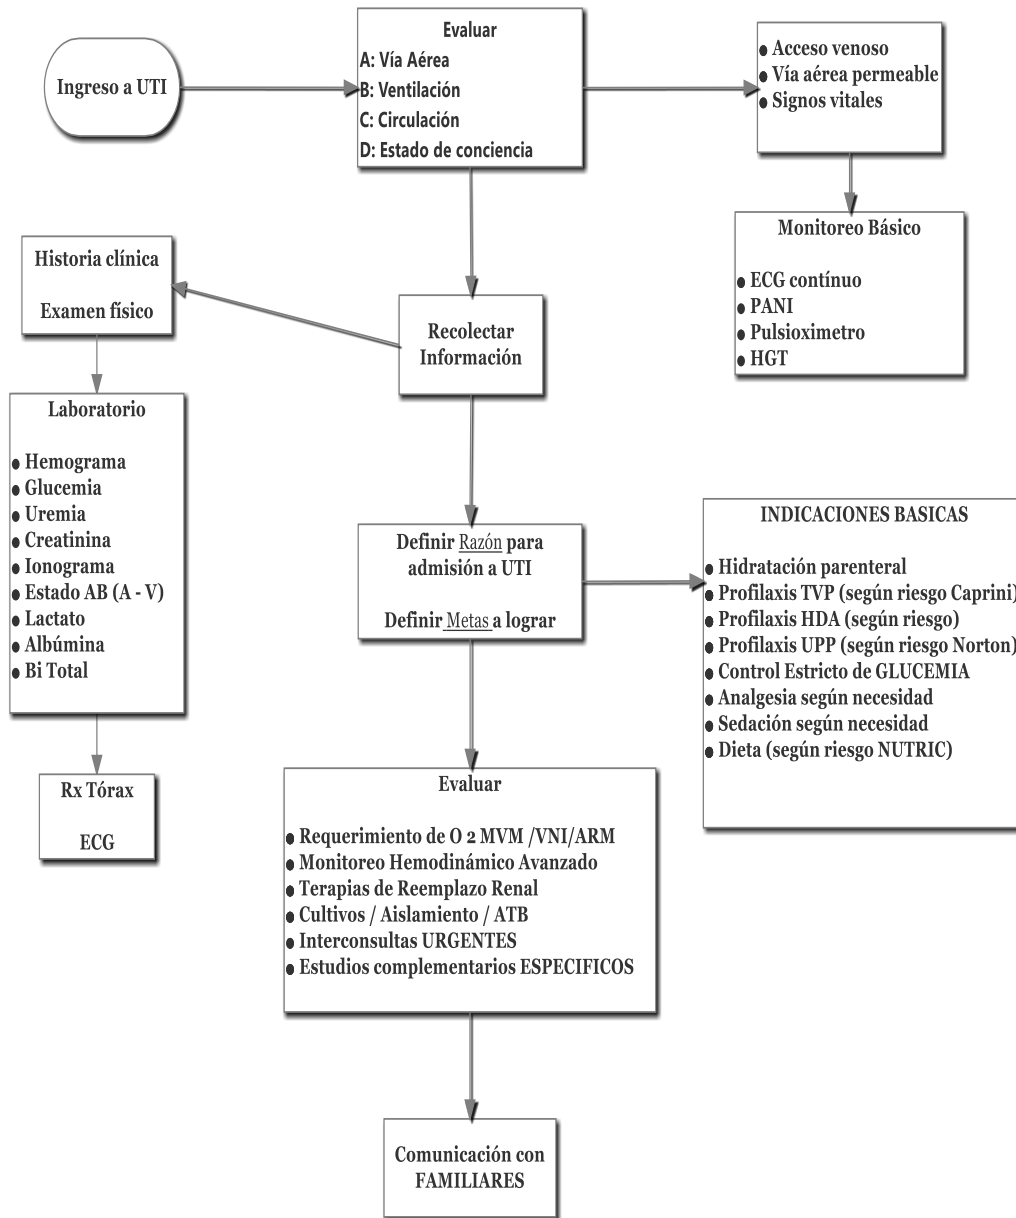 Ingreso a UTI
Evaluar
A: Vía Aérea
B: Ventilación
C: Circulación
D: Estado de conciencia
● Acceso venoso
● Vía aérea permeable
● Signos vitales
Monitoreo Básico
● ECG contínuo
● PANI
● Pulsioximetro
● HGT
Recolectar
Información
Historia clínica
Examen físico
Laboratorio
● Hemograma
● Glucemia
● Uremia
● Creatinina
● Ionograma
● Estado AB (A - V)
● Lactato
● Albúmina
● Bi Total
Rx Tórax
ECG
Definir Razón para
admisión a UTI
Definir Metas a lograr
INDICACIONES BASICAS
● Hidratación parenteral
● Profilaxis TVP (según riesgo Caprini)
● Profilaxis HDA (según riesgo)
● Profilaxis UPP (según riesgo Norton)
● Control Estricto de GLUCEMIA
● Analgesia según necesidad
● Sedación según necesidad
● Dieta (según riesgo NUTRIC)
Evaluar
● Requerimiento de O 2 MVM /VNI/ARM
● Monitoreo Hemodinámico Avanzado
● Terapias de Reemplazo Renal
● Cultivos / Aislamiento / ATB
● Interconsultas URGENTES
● Estudios complementarios ESPECIFICOS
Comunicación con
FAMILIARES